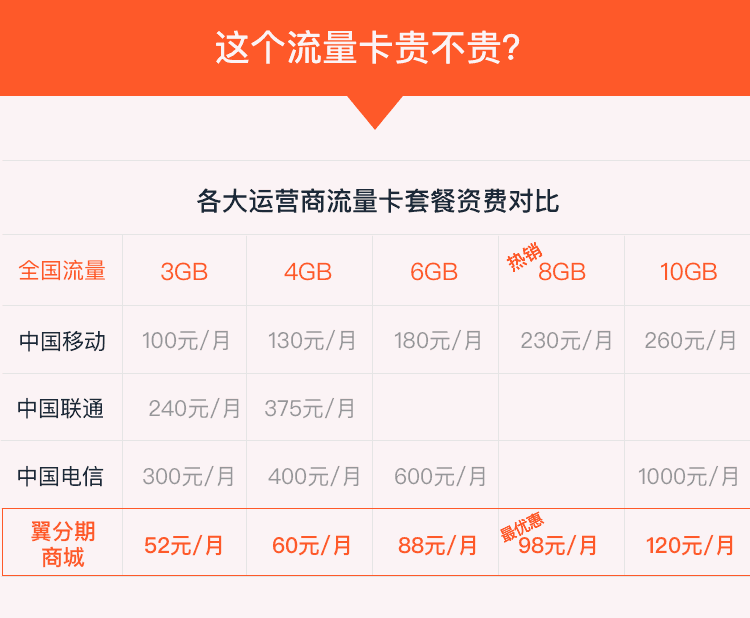 这个流量卡贵不贵?
各大运营商流量卡套餐资费对比
全国流量 3GB 4GB 6GB 热销 8GB 10GB
中国移动 100元/月 130元/月 180元/月 230元/月 260元/月
中国联通 240元/月 375元/月
中国电信 300元/月 400元/月 600元/月 1000元/月
翼分期
商城 52元/月 60元/月 88元/月 最优惠 98元/月 120元/月